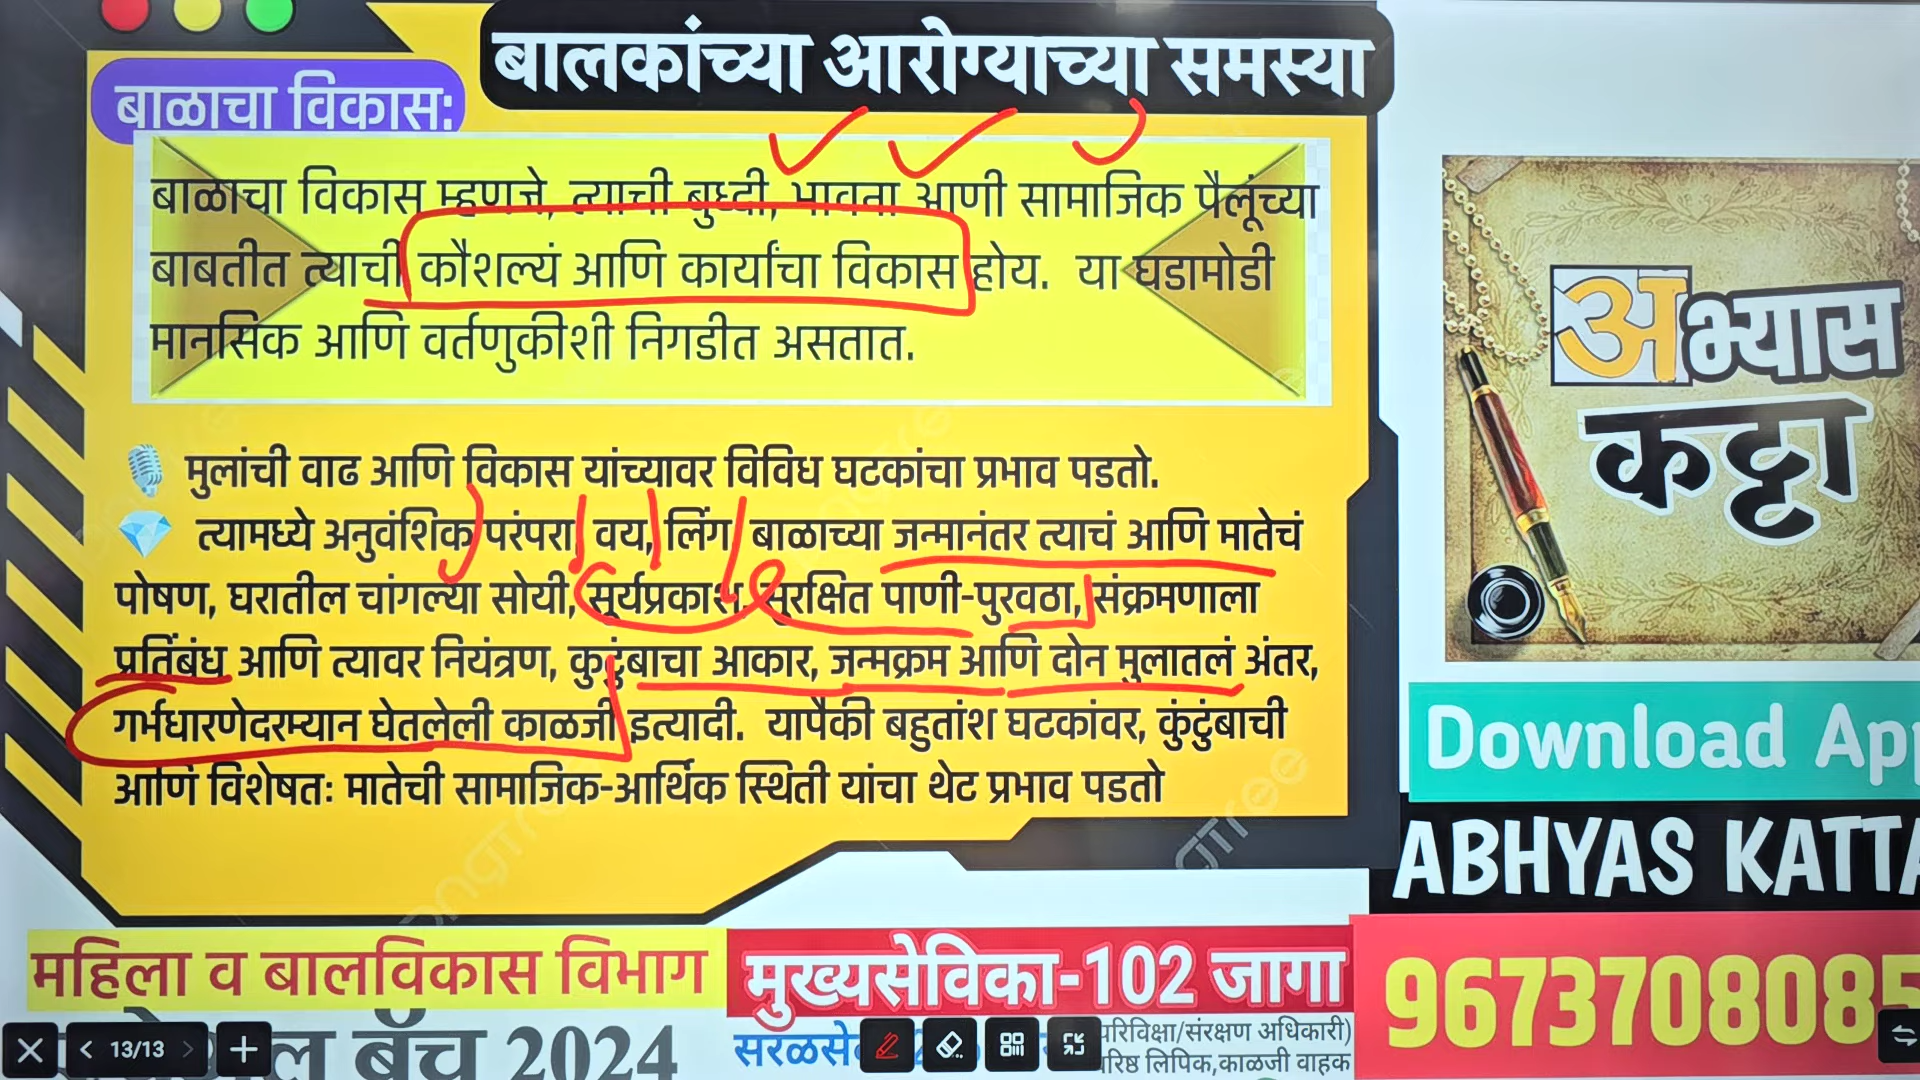 बालकांच्या आरोग्याच्या समस्या
बाळाचा विकास:
बाळाचा विकास म्हणजे, त्याची बुध्दी, भावना आणी सामाजिक पैलूंच्या
बाबतीत त्याची कौशल्यं आणि कार्यांचा विकास होय. या घडामोडी
मानसिक आणि वर्तणुकीशी निगडीत असतात.
मुलांची वाढ आणि विकास यांच्यावर विविध घटकांचा प्रभाव पडतो.
त्यामध्ये अनुवंशिक परंपरा, वय, लिंग, बाळाच्या जन्मानंतर त्याचं आणि मातेचं
पोषण, घरातील चांगल्या सोयी, सुर्यप्रकाश, सुरक्षित पाणी-पुरवठा, संक्रमणाला
प्रतिंबंध आणि त्यावर नियंत्रण, कुटुंबाचा आकार, जन्मक्रम आणि दोन मुलातलं अंतर,
गर्भधारणेदरम्यान घेतलेली काळजी इत्यादी. यापैकी बहुतांश घटकांवर, कुंटुंबाची
आणि विशेषतः मातेची सामाजिक-आर्थिक स्थिती यांचा थेट प्रभाव पडतो
अभ्यास
कट्टा
Download App
ABHYAS KATTA
महिला व बालविकास विभाग
मुख्यसेविका-102 जागा
9673708085
बॅच 2024
परिविक्षा/संरक्षण अधिकारी)
लिपिक,काळजी वाहक
13/13